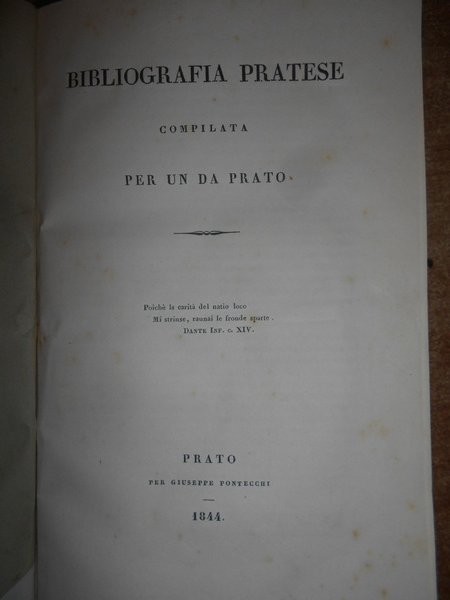 BIBLIOGRAFIA PRATESE
COMPILATA
PER UN DA PRATO
Poichè la carità del natio loco
Mi strinse, raunai le fronde sparte.
DANTE INF. c. XIV.
PRATO
PER GIUSEPPE PONTECCHI
1844.